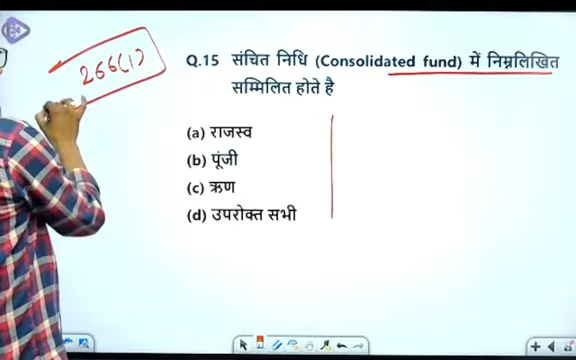 266(1)
Q.15 संचित निधि (Consolidated fund) में निम्नलिखित
सम्मिलित होते है
(a) राजस्व
(b) पूंजी
(c) ऋण
(d) उपरोक्त सभी